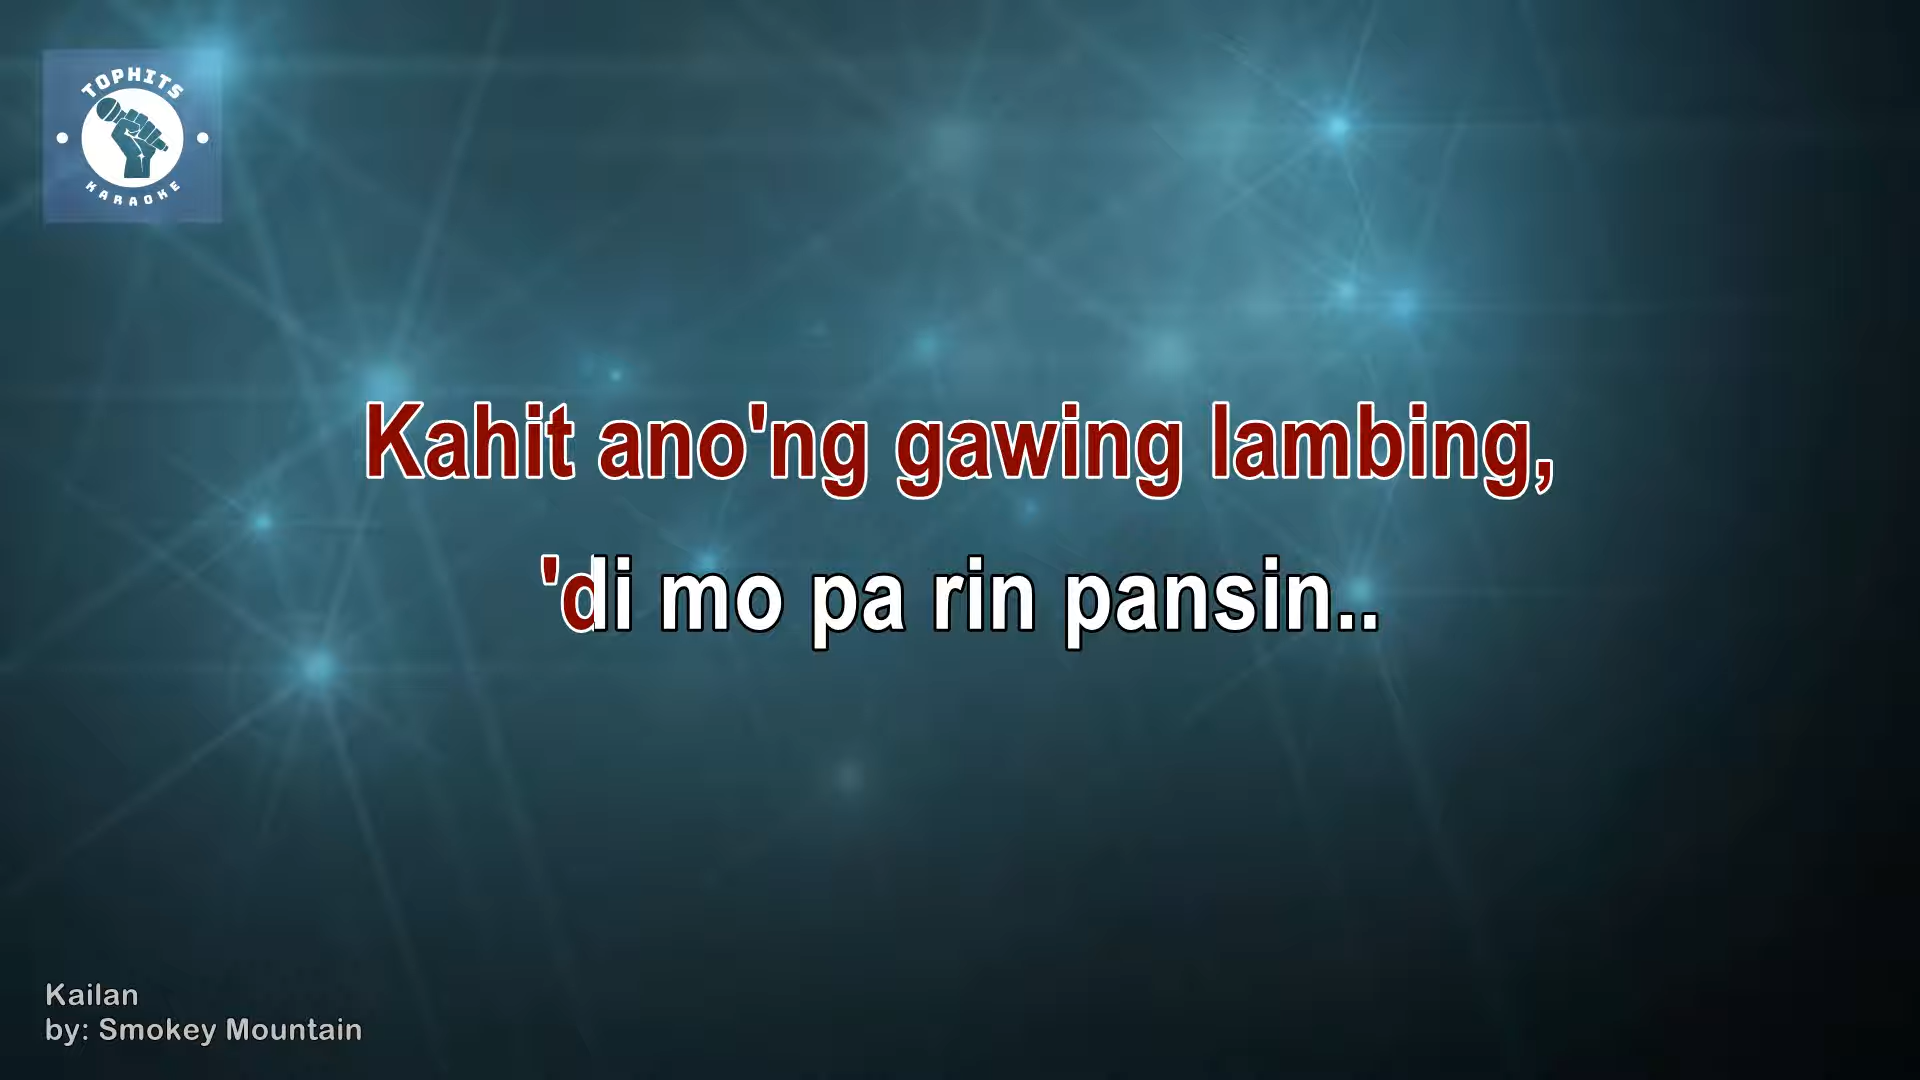 TOPHITS
KARAOKE
Kahit ano'ng gawing lambing,
'di mo pa rin pansin..
Kailan
by: Smokey Mountain